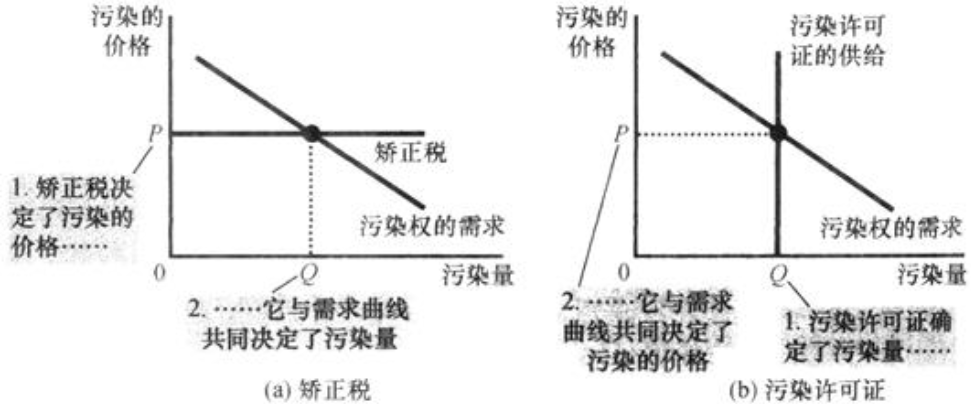 污染的
价格
P
矫正税
1. 矫正税决
定了污染的
价格……
污染权的需求
0
Q
污染量
2. ……它与需求曲线
共同决定了污染量
(a) 矫正税
污染的
价格
污染许可
证的供给
P
污染权的需求
0
Q
污染量
2. ……它与需求
曲线共同决定了
污染的价格
1. 污染许可证确
定了污染量……
(b) 污染许可证